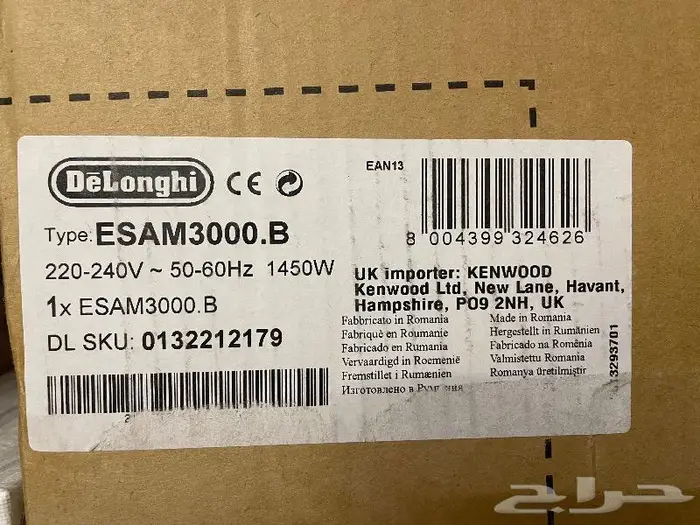 DeLonghi CE
EAN13
Type: ESAM3000.B
220-240V ~ 50-60Hz 1450W
1x ESAM3000.B
DL SKU: 0132212179
8 004399 324626
UK importer: KENWOOD
Kenwood Ltd, New Lane, Havant,
Hampshire, PO9 2NH, UK
Fabbricato in Romania
Fabriqué en Roumanie
Fabricado en Rumania
Vervaardigd in Roemenië
Fremstillet i Rumænien
Изготовлено в
Made in Romania
Hergestellt in Rumänien
Fabricado na Roménia
Valmistettu Romania
Romanya üretilmiştir
13293701
2
حراج